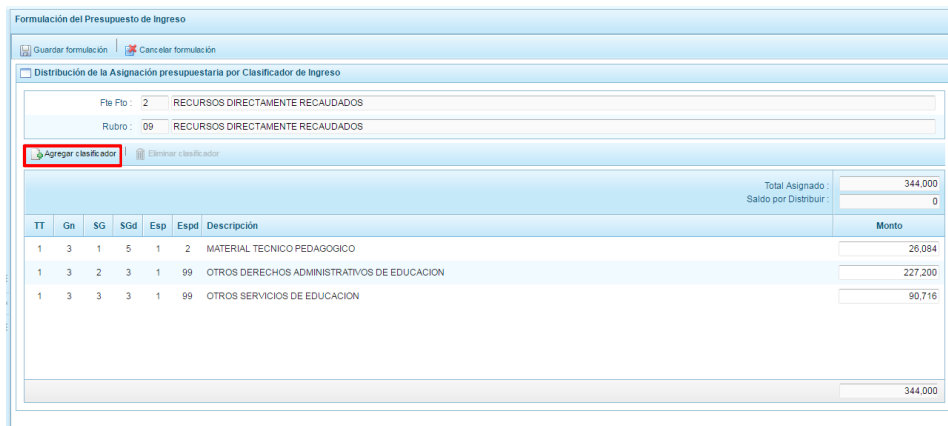 Formulación del Presupuesto de Ingreso
Guardar formulación Cancelar formulación
Distribución de la Asignación presupuestaria por Clasificador de Ingreso
Fte Fto : 2 RECURSOS DIRECTAMENTE RECAUDADOS
Rubro : 09 RECURSOS DIRECTAMENTE RECAUDADOS
Agregar clasificador Eliminar clasificador
Total Asignado : 344,000
Saldo por Distribuir : 0
TT Gn SG SGd Esp Espd Descripción Monto
1 3 1 5 1 2 MATERIAL TECNICO PEDAGOGICO 26,084
1 3 2 3 1 99 OTROS DERECHOS ADMINISTRATIVOS DE EDUCACION 227,200
1 3 3 3 1 99 OTROS SERVICIOS DE EDUCACION 90,716
344,000